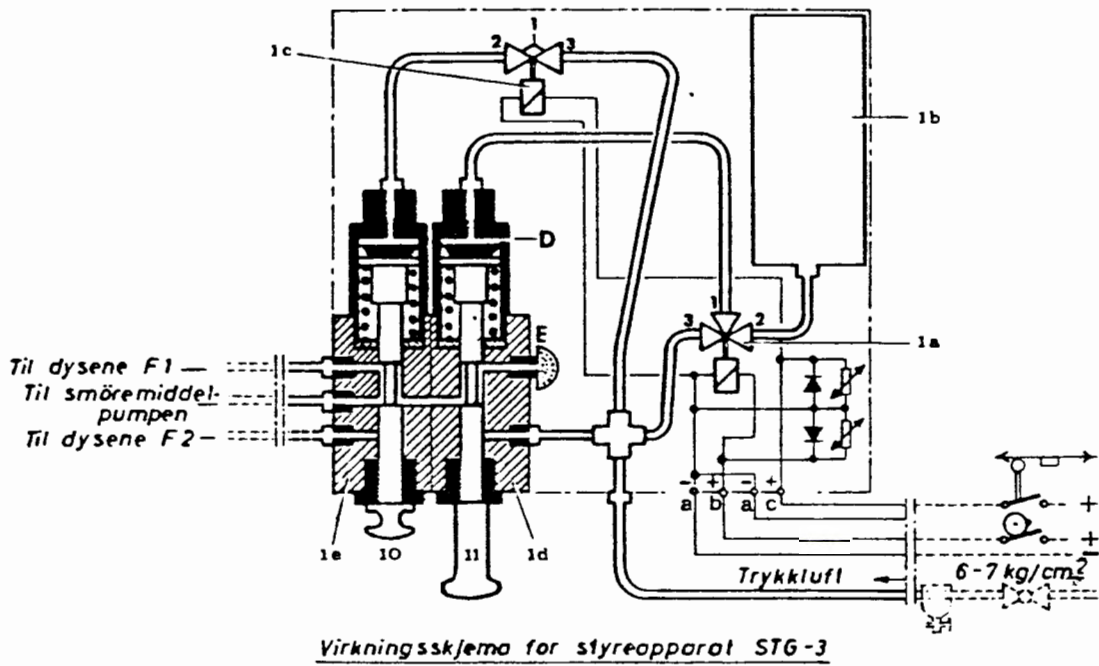 1
2
3
1c
1b
D
1
3
2
1a
E
Til dysene F1
Til smöremiddel-
pumpen
Til dysene F2
- + - +
a b a c
+
+
-
1e
10
11
1d
Trykkluft
6-7 kg/cm²
Virkningsskjema for styreapparat STG-3